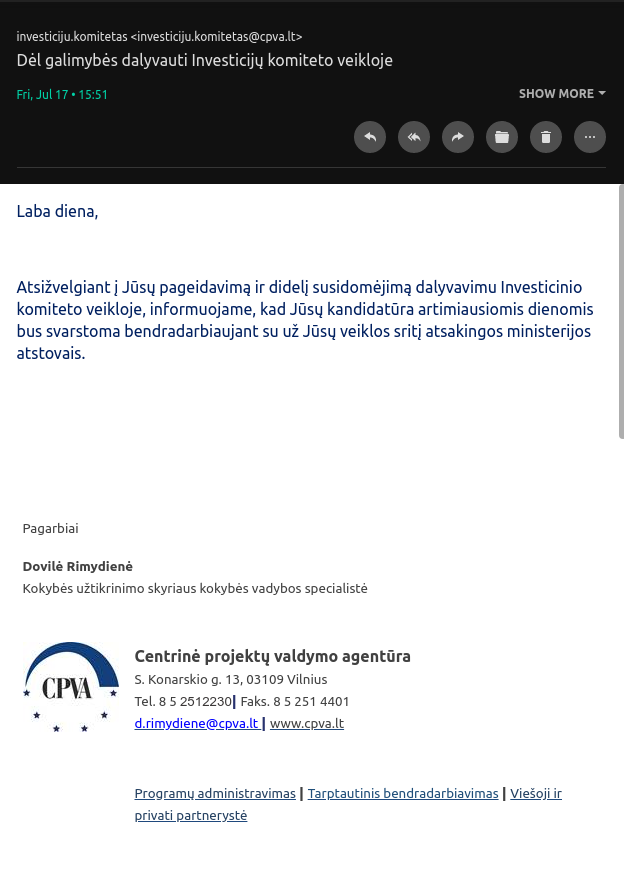 investiciju.komitetas <investiciju.komitetas@cpva.lt>
Dėl galimybės dalyvauti Investicijų komiteto veikloje
Fri, Jul 17 • 15:51
SHOW MORE
Laba diena,
Atsižvelgiant į Jūsų pageidavimą ir didelį susidomėjimą dalyvavimu Investicinio
komiteto veikloje, informuojame, kad Jūsų kandidatūra artimiausiomis dienomis
bus svarstoma bendradarbiaujant su už Jūsų veiklos sritį atsakingos ministerijos
atstovais.
Pagarbiai
Dovilė Rimydienė
Kokybės užtikrinimo skyriaus kokybės vadybos specialistė
CPVA
Centrinė projektų valdymo agentūra
S. Konarskio g. 13, 03109 Vilnius
Tel. 8 5 2512230| Faks. 8 5 251 4401
d.rimydiene@cpva.lt | www.cpva.lt
Programų administravimas | Tarptautinis bendradarbiavimas | Viešoji ir
privati partnerystė